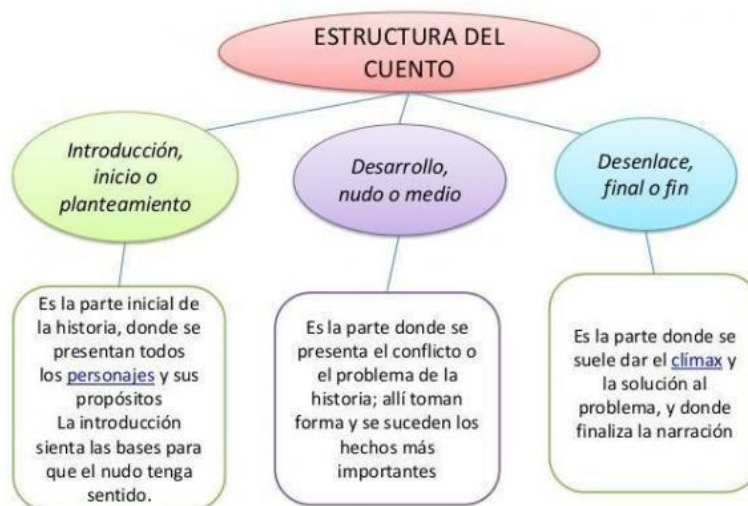 ESTRUCTURA DEL
CUENTO
Introducción,
inicio o
planteamiento
Desarrollo,
nudo o medio
Desenlace,
final o fin
Es la parte inicial de
la historia, donde se
presentan todos
los personajes y sus
propósitos
La introducción
sienta las bases para
que el nudo tenga
sentido.
Es la parte donde se
presenta el conflicto o
el problema de la
historia; allí toman
forma y se suceden los
hechos más
importantes
Es la parte donde se
suele dar el clímax y
la solución al
problema, y donde
finaliza la narración